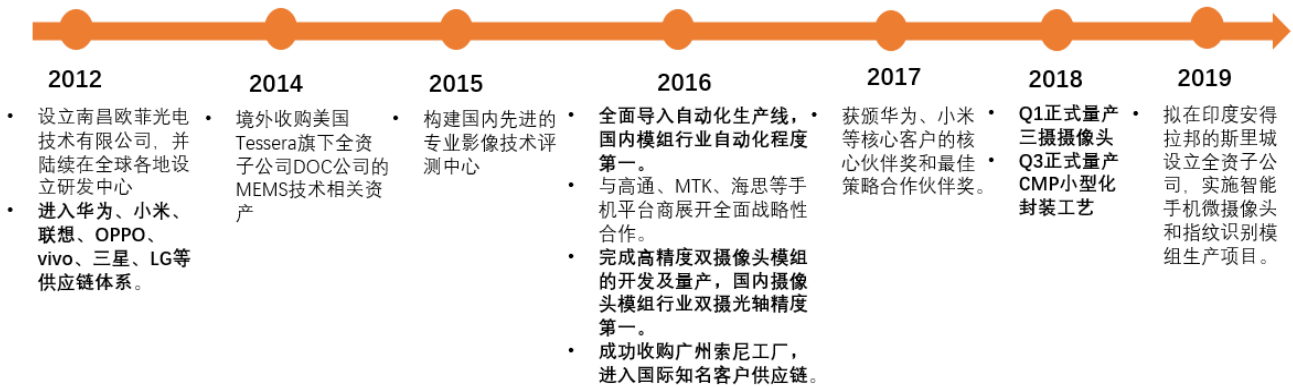 2012
• 设立南昌欧菲光电
技术有限公司，并
陆续在全球各地设
立研发中心
• 进入华为、小米、
联想、OPPO、
vivo、三星、LG等
供应链体系。
2014
• 境外收购美国
Tessera旗下全资
子公司DOC公司的
MEMS技术相关资
产
2015
• 构建国内先进的
专业影像技术评
测中心
2016
• 全面导入自动化生产线，
国内模组行业自动化程度
第一。
• 与高通、MTK、海思等手
机平台商展开全面战略性
合作。
• 完成高精度双摄像头模组
的开发及量产，国内摄像
头模组行业双摄光轴精度
第一。
• 成功收购广州索尼工厂，
进入国际知名客户供应链。
2017
• 获颁华为、小米
等核心客户的核
心伙伴奖和最佳
策略合作伙伴奖。
2018
• Q1正式量产
三摄摄像头
• Q3正式量产
CMP小型化
封装工艺
2019
• 拟在印度安得
拉邦的斯里城
设立全资子公
司，实施智能
手机微摄像头
和指纹识别模
组生产项目。